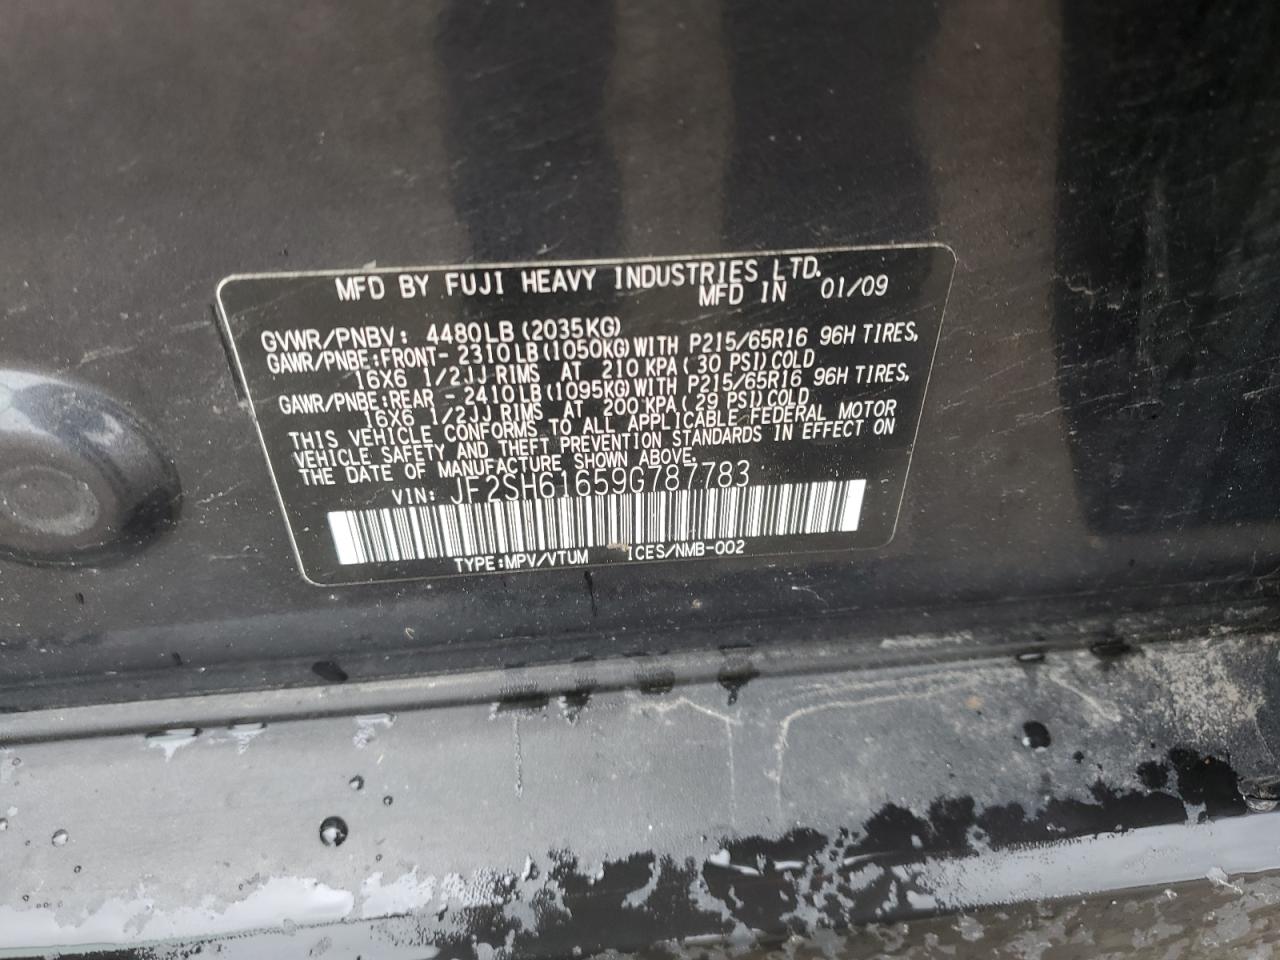 MFD BY FUJI HEAVY INDUSTRIES LTD.
MFD IN 01/09
GVWR/PNBV: 4480LB (2035KG)
GAWR/PNBE:FRONT- 2310LB(1050KG)WITH P215/65R16 96H TIRES,
16X6 1/2JJ RIMS AT 210 KPA( 30 PSI)COLD
GAWR/PNBE:REAR - 2410LB(1095KG)WITH P215/65R16 96H TIRES,
16X6 1/2JJ RIMS AT 200 KPA( 29 PSI)COLD
THIS VEHICLE CONFORMS TO ALL APPLICABLE FEDERAL MOTOR
VEHICLE SAFETY AND THEFT PREVENTION STANDARDS IN EFFECT ON
THE DATE OF MANUFACTURE SHOWN ABOVE.
VIN: JF2SH61659G787783
TYPE:MPV/VTUM ICES/NMB-002